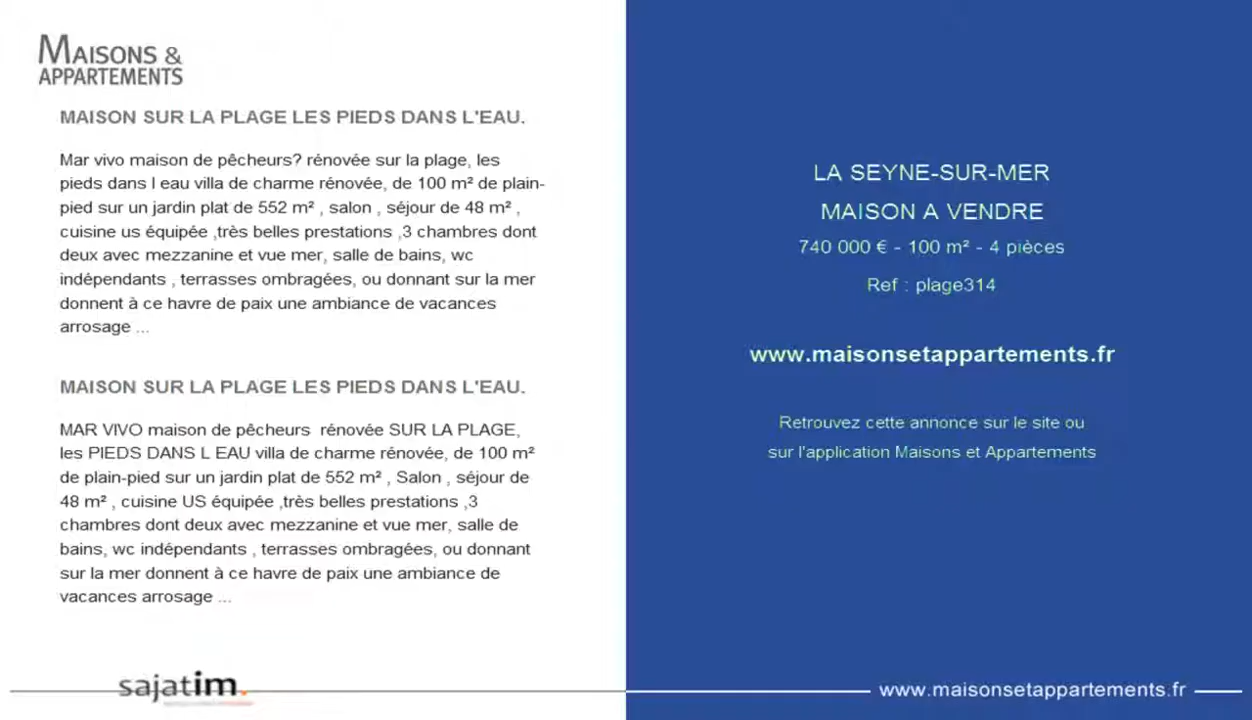 MAISONS &
APPARTEMENTS
MAISON SUR LA PLAGE LES PIEDS DANS L'EAU.
Mar vivo maison de pêcheurs? rénovée sur la plage, les
pieds dans l eau villa de charme rénovée, de 100 m² de plain-
pied sur un jardin plat de 552 m² , salon , séjour de 48 m² ,
cuisine us équipée ,très belles prestations ,3 chambres dont
deux avec mezzanine et vue mer, salle de bains, wc
indépendants , terrasses ombragées, ou donnant sur la mer
donnent à ce havre de paix une ambiance de vacances
arrosage ...
MAISON SUR LA PLAGE LES PIEDS DANS L'EAU.
MAR VIVO maison de pêcheurs  rénovée SUR LA PLAGE,
les PIEDS DANS L EAU villa de charme rénovée, de 100 m²
de plain-pied sur un jardin plat de 552 m² , Salon , séjour de
48 m² , cuisine US équipée ,très belles prestations ,3
chambres dont deux avec mezzanine et vue mer, salle de
bains, wc indépendants , terrasses ombragées, ou donnant
sur la mer donnent à ce havre de paix une ambiance de
vacances arrosage ...
sajatim.
LA SEYNE-SUR-MER
MAISON A VENDRE
740 000 € - 100 m² - 4 pièces
Ref : plage314
www.maisonsetappartements.fr
Retrouvez cette annonce sur le site ou
sur l'application Maisons et Appartements
www.maisonsetappartements.fr